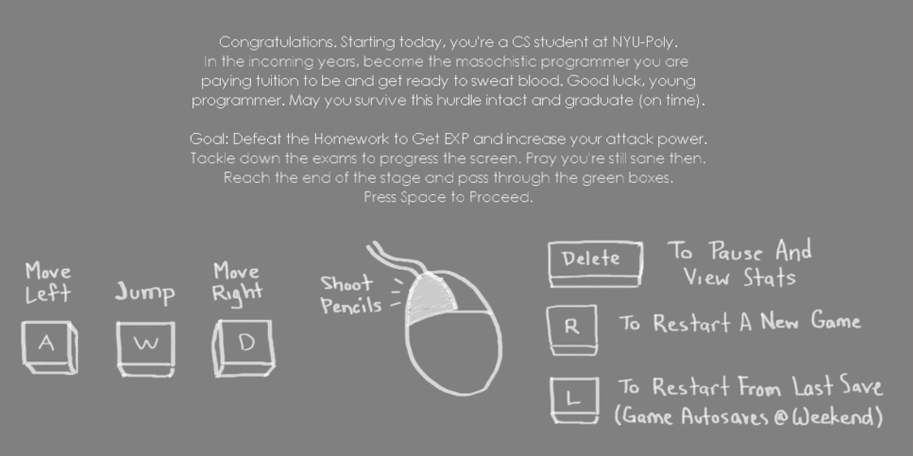 Congratulations. Starting today, you're a CS student at NYU-Poly.
In the incoming years, become the masochistic programmer you are
paying tuition to be and get ready to sweat blood. Good luck, young
programmer. May you survive this hurdle intact and graduate (on time).
Goal: Defeat the Homework to Get EXP and increase your attack power.
Tackle down the exams to progress the screen. Pray you're still sane then.
Reach the end of the stage and pass through the green boxes.
Press Space to Proceed.
Move
Left
A
Jump
W
Move
Right
D
Shoot
Pencils
Delete
To Pause And
View Stats
R
To Restart A New Game
L
To Restart From Last Save
(Game Autosaves @ Weekend)